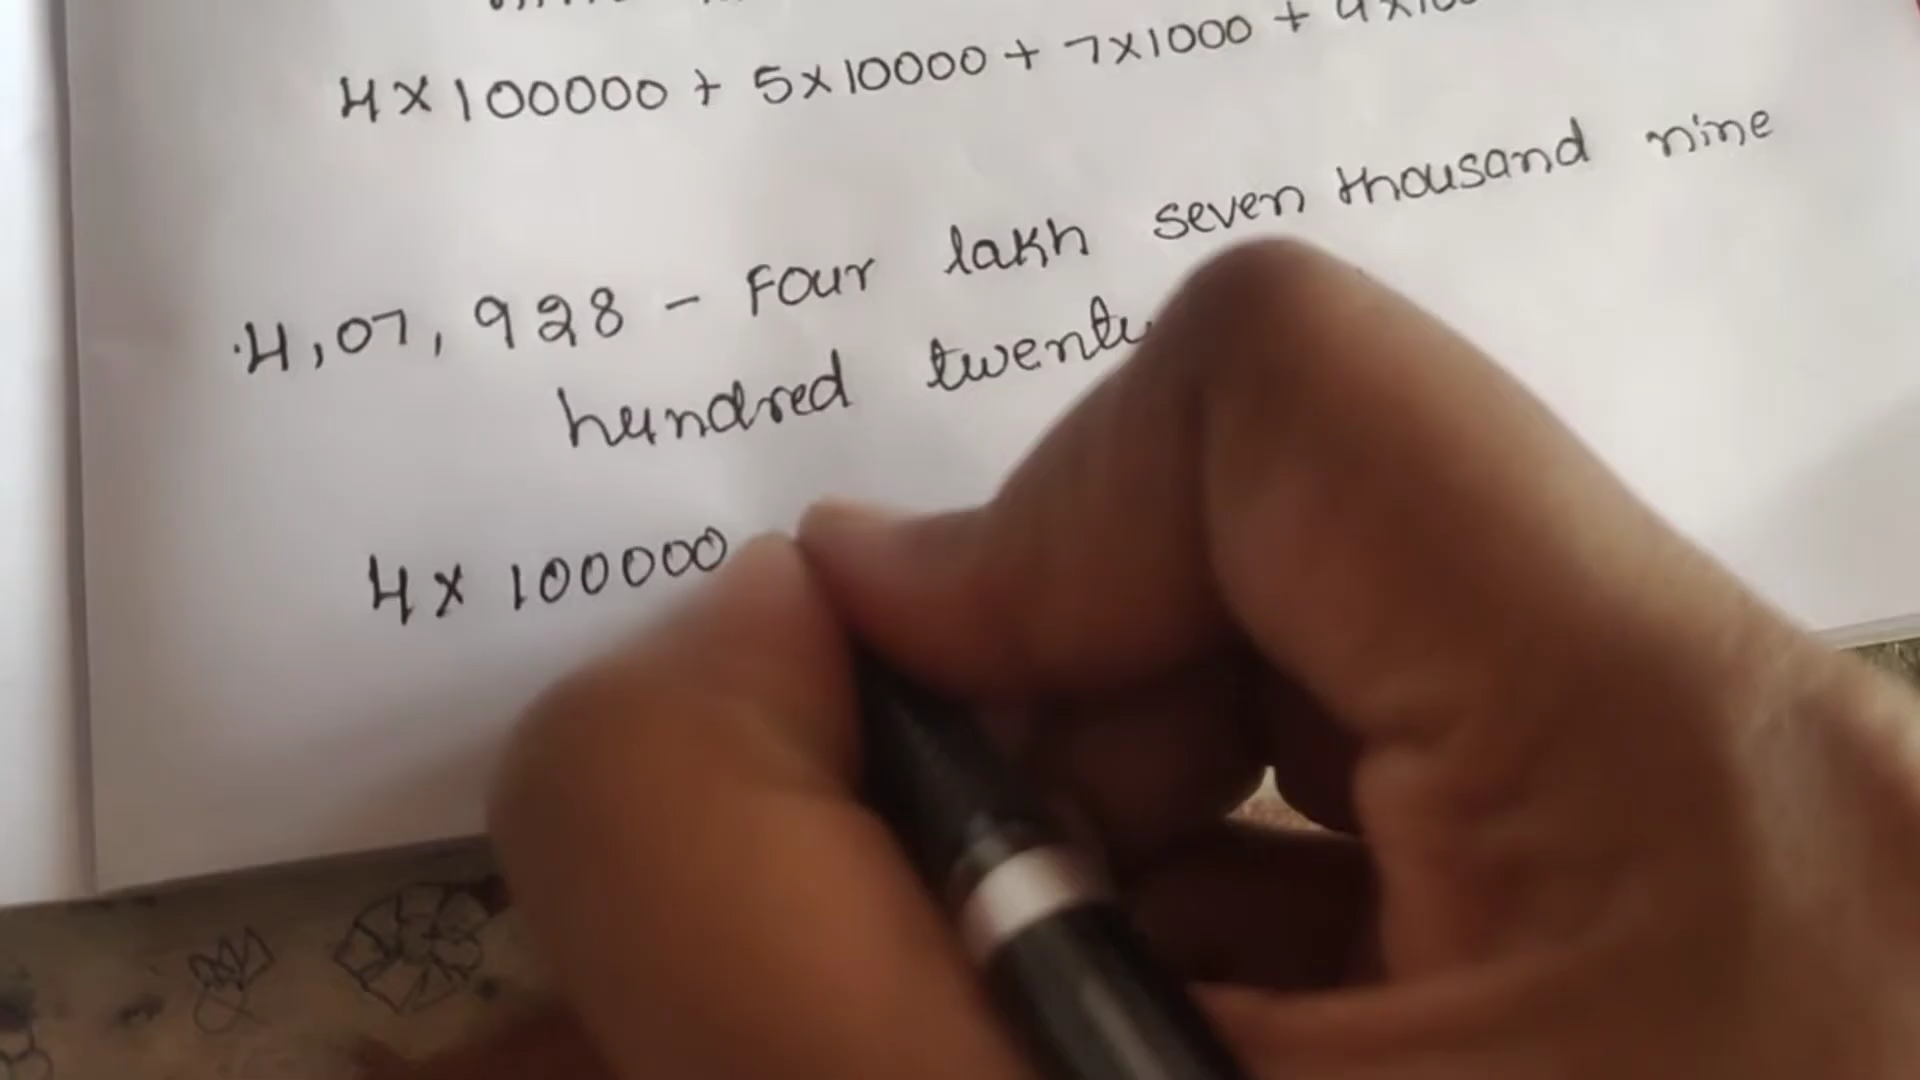 4 × 100000 + 5 × 10000 + 7 × 1000 +
4,07,928 - Four lakh seven thousand nine
hundred
4 × 100000